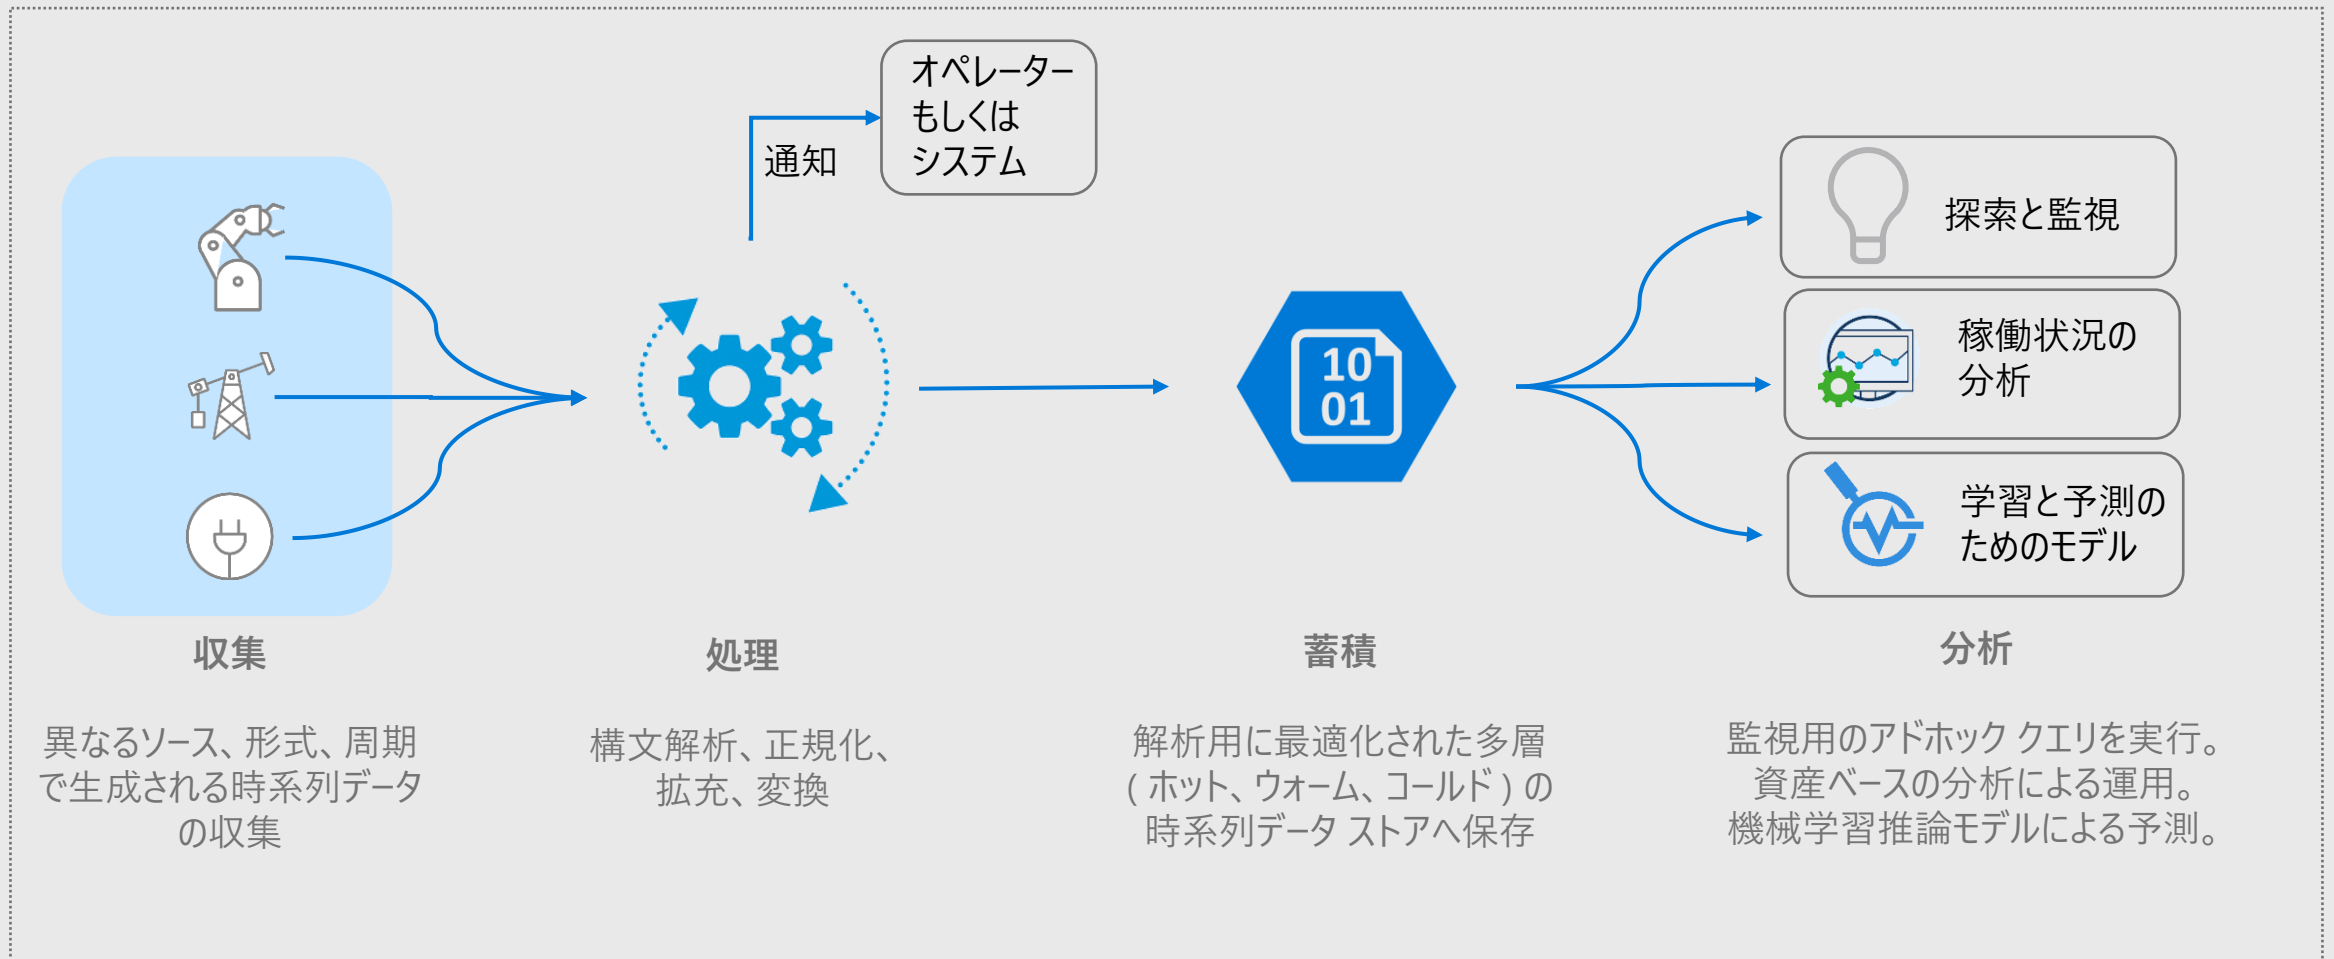 オペレーター
もしくは
システム
通知
探索と監視
稼働状況の
分析
10
01
学習と予測の
ためのモデル
収集
処理
蓄積
分析
異なるソース、形式、周期
で生成される時系列データ
の収集
構文解析、正規化、
拡充、変換
解析用に最適化された多層
( ホット、ウォーム、コールド ) の
時系列データ ストアへ保存
監視用のアドホック クエリを実行。
資産ベースの分析による運用。
機械学習推論モデルによる予測。